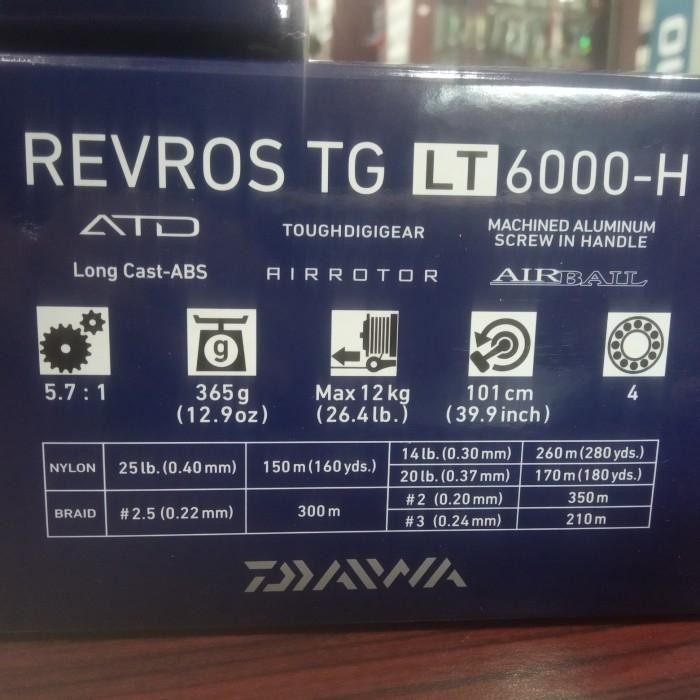 REVROS TG LT 6000-H
ATD
TOUGHDIGIGEAR
MACHINED ALUMINUM
SCREW IN HANDLE
Long Cast-ABS
AIRROTOR
AIRBAIL
g
5.7 : 1
365g
(12.9oz)
Max 12kg
(26.4lb.)
101cm
(39.9inch)
4
NYLON 25lb.(0.40mm) 150m(160yds.) 14lb.(0.30mm) 260m(280yds.)
20lb.(0.37mm) 170m(180yds.)
BRAID #2.5 (0.22mm) 300m #2 (0.20mm) 350m
#3 (0.24mm) 210m
DAIWA